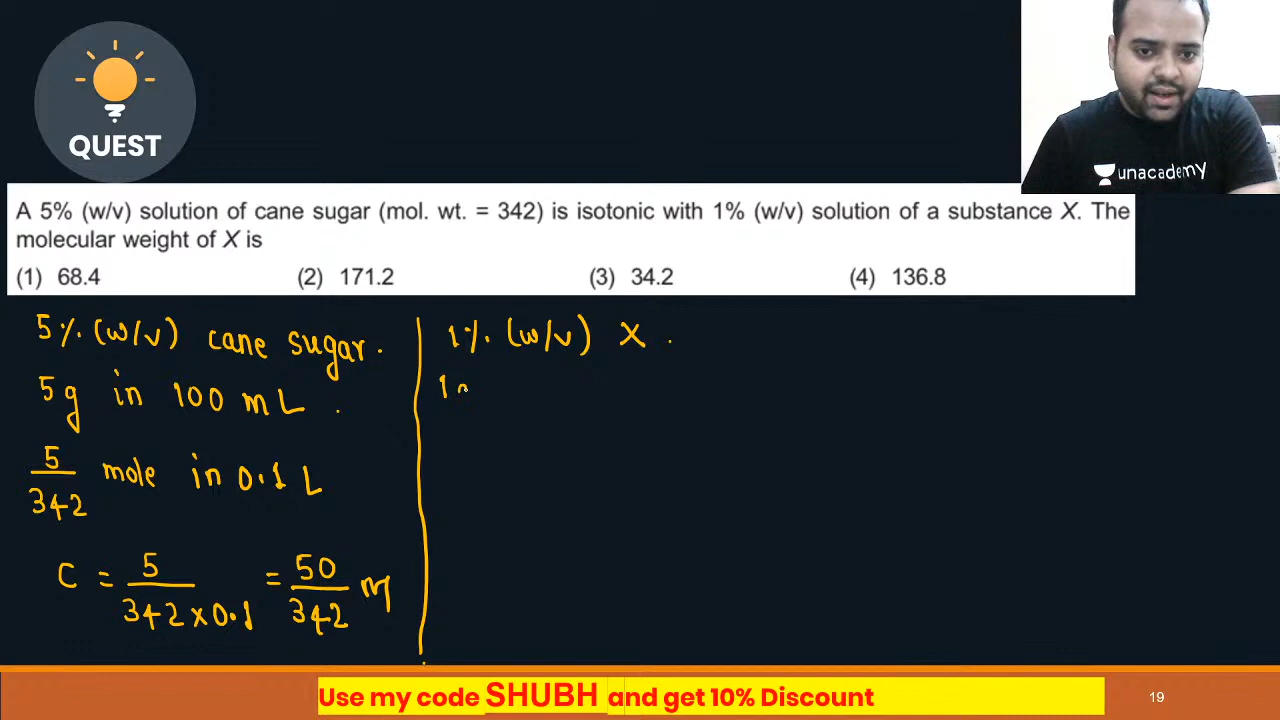 QUEST
unacademy
A 5% (w/v) solution of cane sugar (mol. wt. = 342) is isotonic with 1% (w/v) solution of a substance X. The
molecular weight of X is
(1) 68.4 (2) 171.2 (3) 34.2 (4) 136.8
5%. (w/v) cane sugar.
5g in 100 mL.
5/342 mole in 0.1 L
C = 5/(342×0.1) = 50/342 M
1%. (w/v) X.
1
Use my code SHUBH and get 10% Discount
19